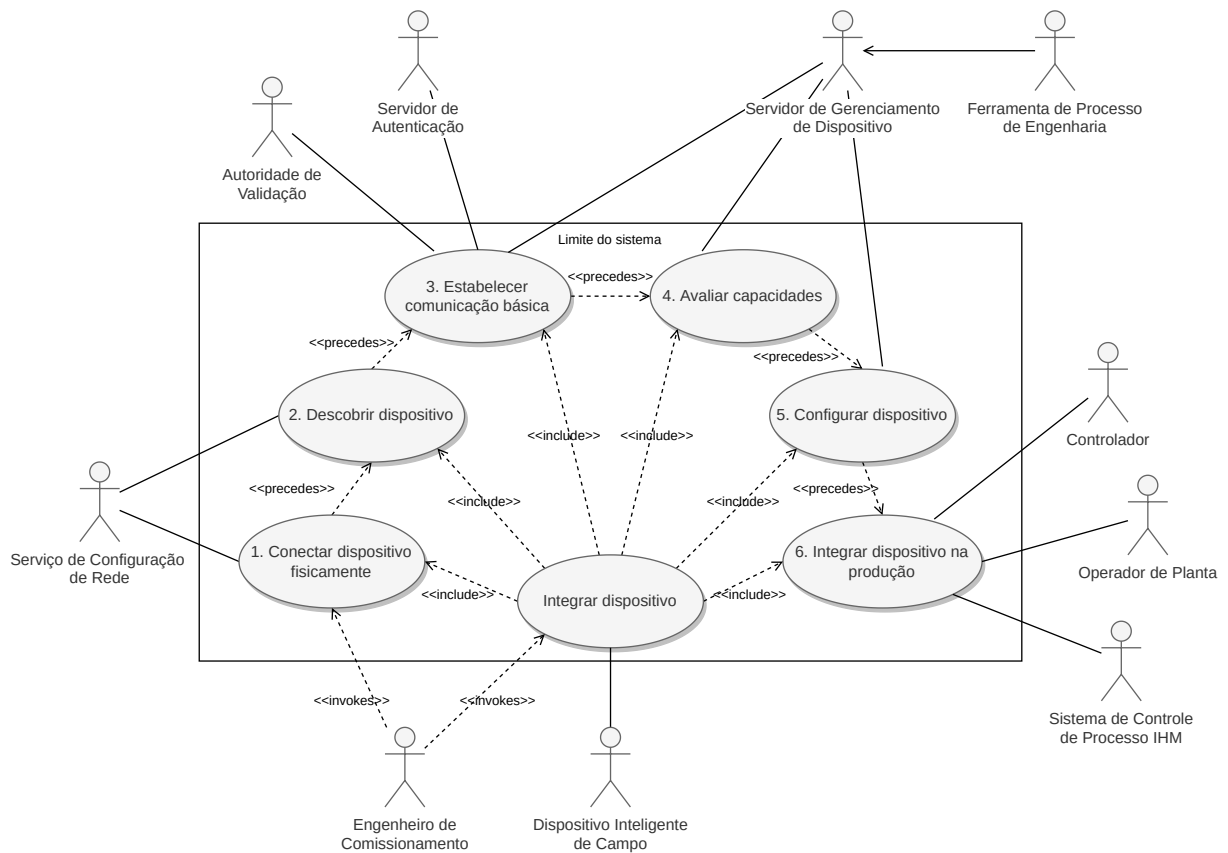 Servidor de
Autenticação
Servidor de Gerenciamento
de Dispositivo
Ferramenta de Processo
de Engenharia
Autoridade de
Validação
Limite do sistema
3. Estabelecer
comunicação básica
<<precedes>>
4. Avaliar capacidades
<<precedes>>
<<precedes>>
2. Descobrir dispositivo
5. Configurar dispositivo
Controlador
<<include>>
<<include>>
<<precedes>>
<<include>>
<<include>>
<<precedes>>
Serviço de Configuração
de Rede
1. Conectar dispositivo
fisicamente
6. Integrar dispositivo na
produção
Operador de Planta
<<include>>
Integrar dispositivo
<<include>>
<<invokes>>
<<invokes>>
Sistema de Controle
de Processo IHM
Engenheiro de
Comissionamento
Dispositivo Inteligente
de Campo